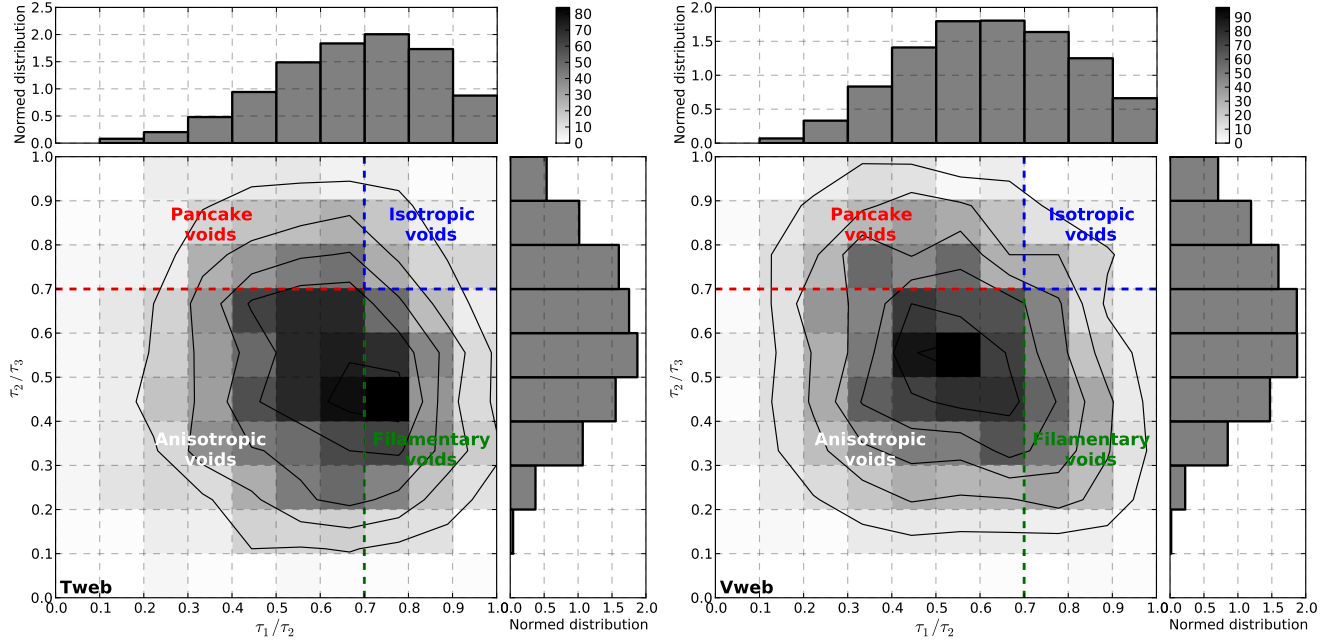 Normed distribution
2.5
2.0
1.5
1.0
0.5
0.0
80
70
60
50
40
30
20
10
0
1.0
0.9
0.8
0.7
0.6
0.5
0.4
0.3
0.2
0.1
0.0
τ2/τ3
Pancake
voids
Isotropic
voids
Anisotropic
voids
Filamentary
voids
Tweb
0.0 0.1 0.2 0.3 0.4 0.5 0.6 0.7 0.8 0.9 1.0
τ1/τ2
0.0 0.5 1.0 1.5 2.0
Normed distribution
Normed distribution
2.5
2.0
1.5
1.0
0.5
0.0
90
80
70
60
50
40
30
20
10
0
1.0
0.9
0.8
0.7
0.6
0.5
0.4
0.3
0.2
0.1
0.0
τ2/τ3
Pancake
voids
Isotropic
voids
Anisotropic
voids
Filamentary
voids
Vweb
0.0 0.1 0.2 0.3 0.4 0.5 0.6 0.7 0.8 0.9 1.0
τ1/τ2
0.0 0.5 1.0 1.5 2.0
Normed distribution